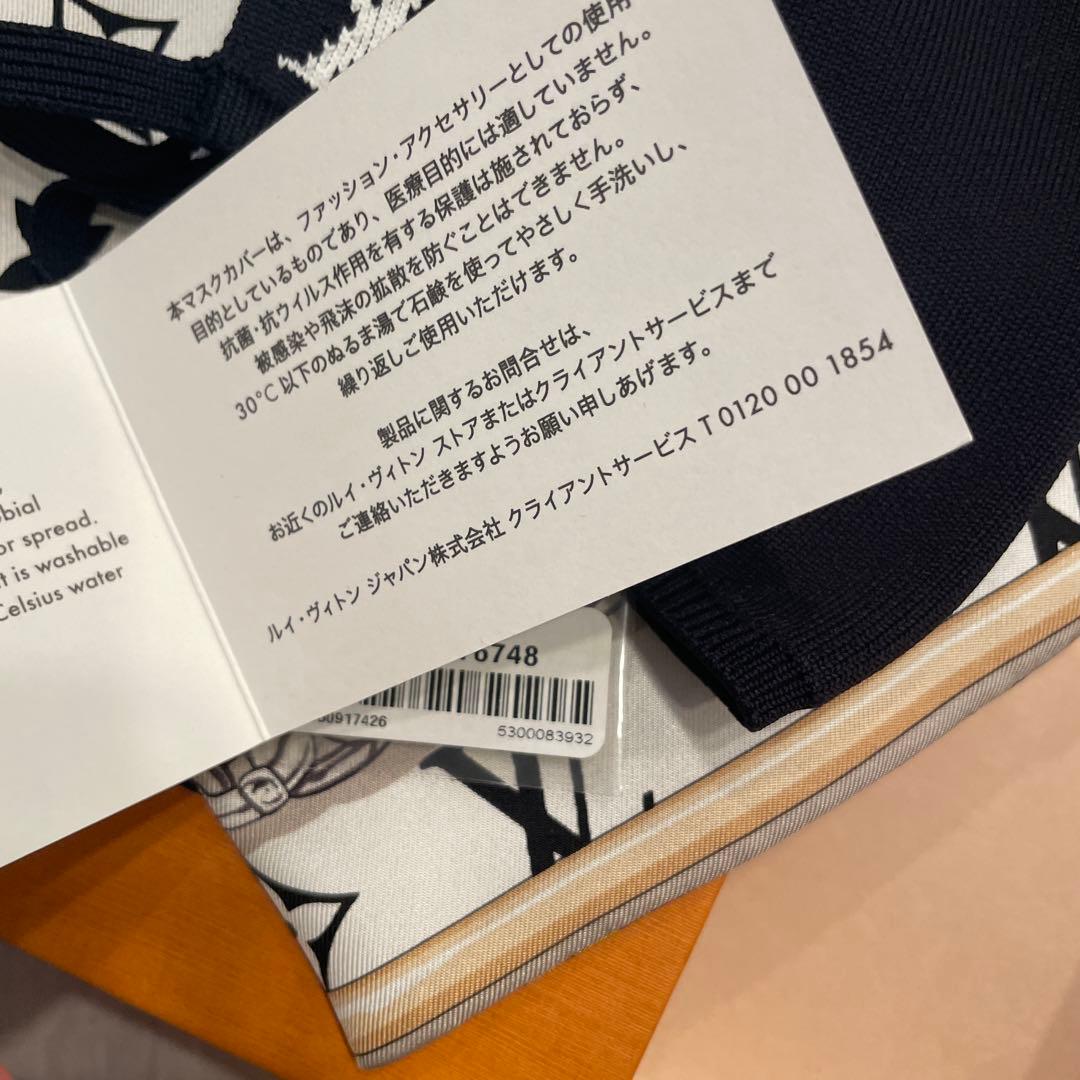 本マスクカバーは、ファッション・アクセサリーとしての使用
目的としているものであり、医療目的には適していません。
抗菌・抗ウィルス作用を有する保護は施されておらず、
被感染や飛沫の拡散を防ぐことはできません。
30°C以下のぬるま湯で石鹸を使ってやさしく手洗いし、
繰り返しご使用いただけます。
製品に関するお問合せは、
お近くのルイ・ヴィトン ストアまたはクライアントサービスまで
ご連絡いただきますようお願い申しあげます。
ルイ・ヴィトン ジャパン株式会社 クライアントサービス T 0120 00 1854
or spread.
t is washable
Celsius water
6748
0917426
5300083932